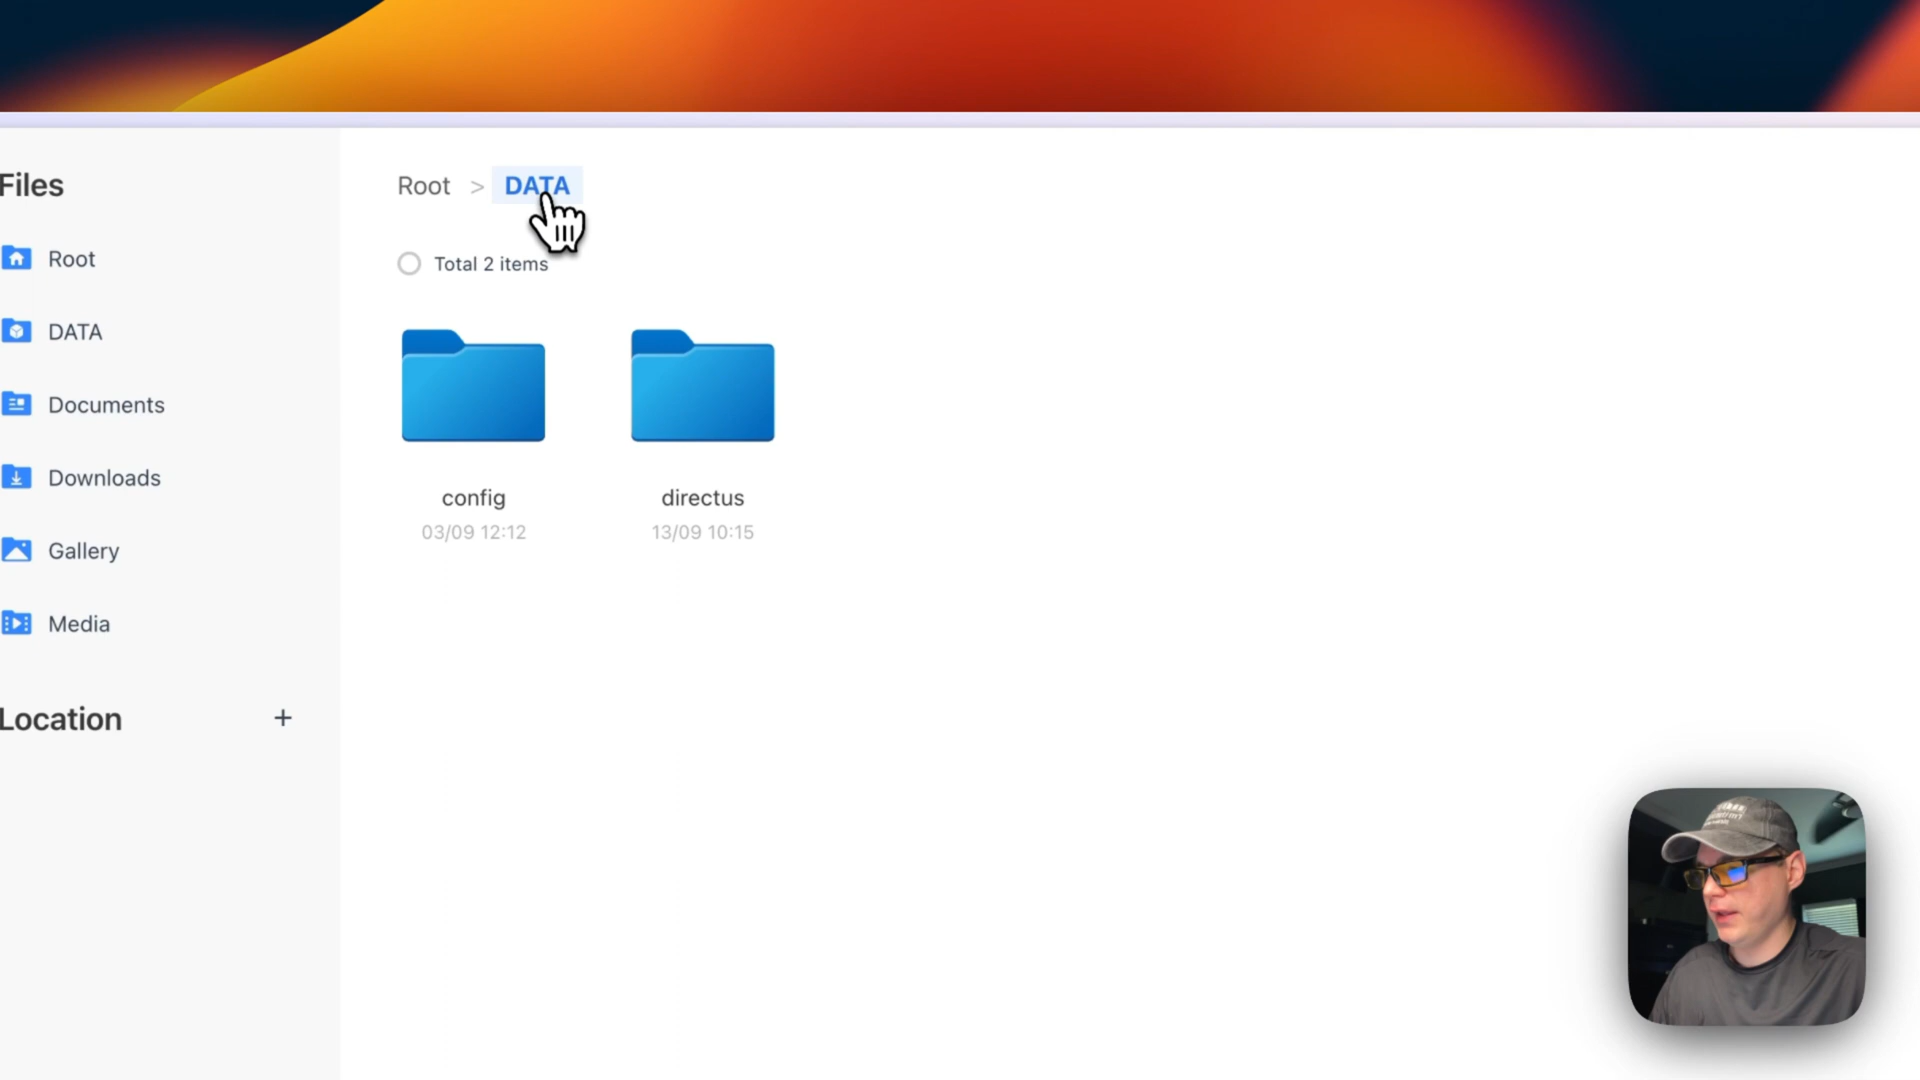 Files
Root
DATA
Documents
Downloads
Gallery
Media
Location
+
Root > DATA
Total 2 items
config
03/09 12:12
directus
13/09 10:15